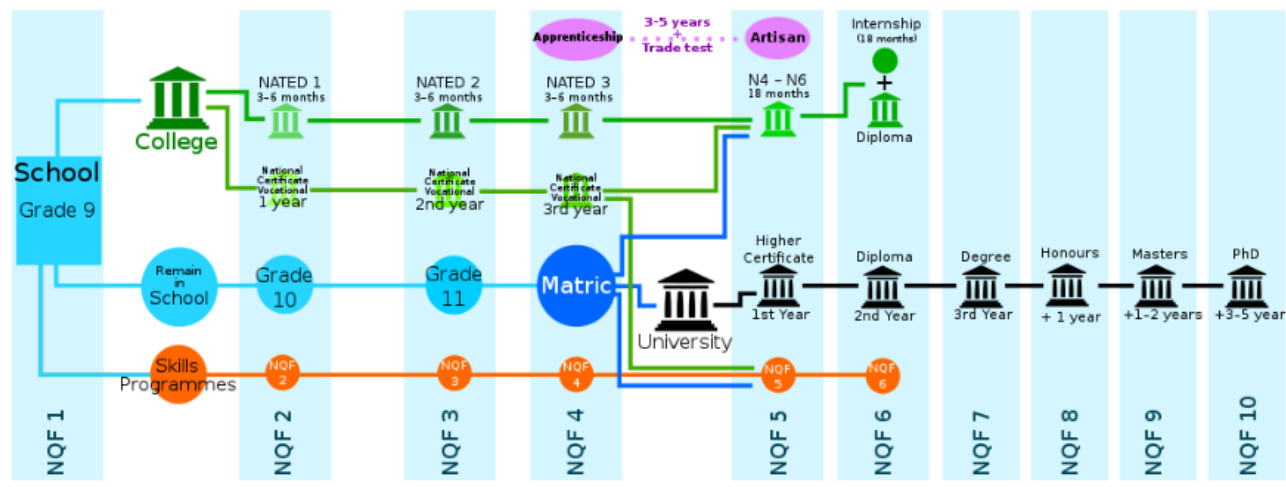 Apprenticeship
3-5 years
+
Trade test
Artisan
Internship
(18 months)
+
Diploma
NATED 1
3-6 months
NATED 2
3-6 months
NATED 3
3-6 months
N4 – N6
18 months
College
National
Certificate
Vocational
1 year
National
Certificate
Vocational
2nd year
National
Certificate
Vocational
3rd year
School
Grade 9
Remain
in
School
Grade
10
Grade
11
Matric
University
Higher
Certificate
1st Year
Diploma
2nd Year
Degree
3rd Year
Honours
+ 1 year
Masters
+1-2 years
PhD
+3-5 year
Skills
Programmes
NQF
2
NQF
3
NQF
4
NQF
5
NQF
6
NQF 1
NQF 2
NQF 3
NQF 4
NQF 5
NQF 6
NQF 7
NQF 8
NQF 9
NQF 10